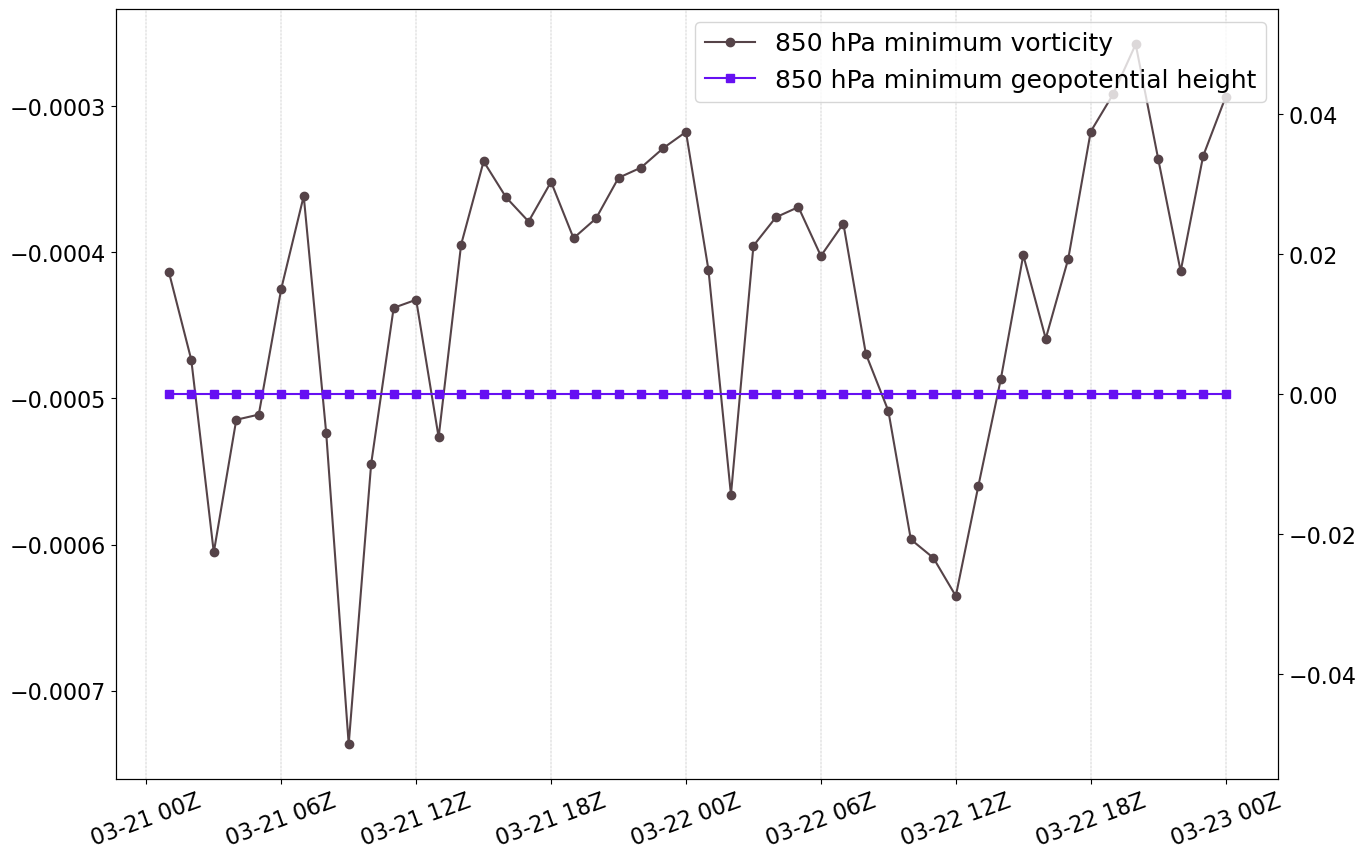 850 hPa minimum vorticity
850 hPa minimum geopotential height
−0.0003
−0.0004
−0.0005
−0.0006
−0.0007
0.04
0.02
0.00
−0.02
−0.04
03-21 00Z
03-21 06Z
03-21 12Z
03-21 18Z
03-22 00Z
03-22 06Z
03-22 12Z
03-22 18Z
03-23 00Z